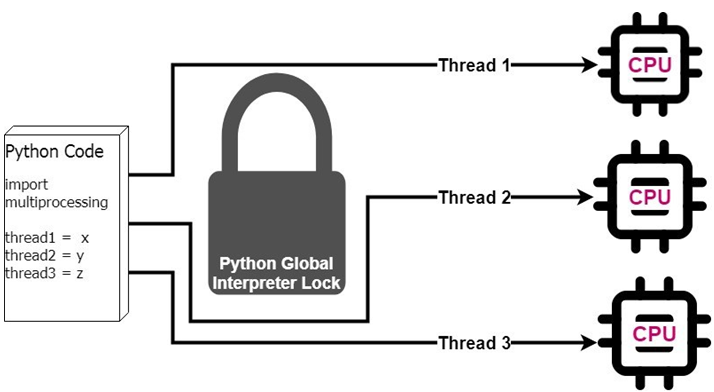 Python Code
import
multiprocessing
thread1 = x
thread2 = y
thread3 = z
Python Global
Interpreter Lock
Thread 1
CPU
Thread 2
CPU
Thread 3
CPU